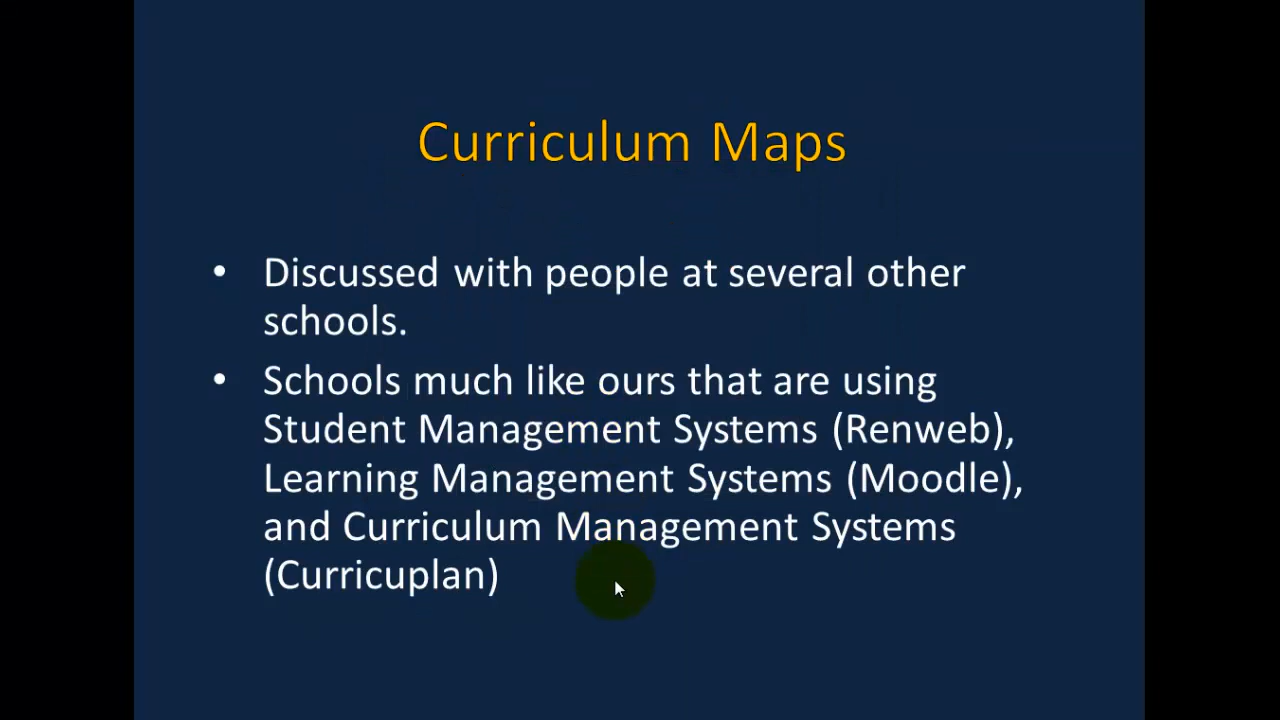 Curriculum Maps
• Discussed with people at several other
schools.
• Schools much like ours that are using
Student Management Systems (Renweb),
Learning Management Systems (Moodle),
and Curriculum Management Systems
(Curricuplan)